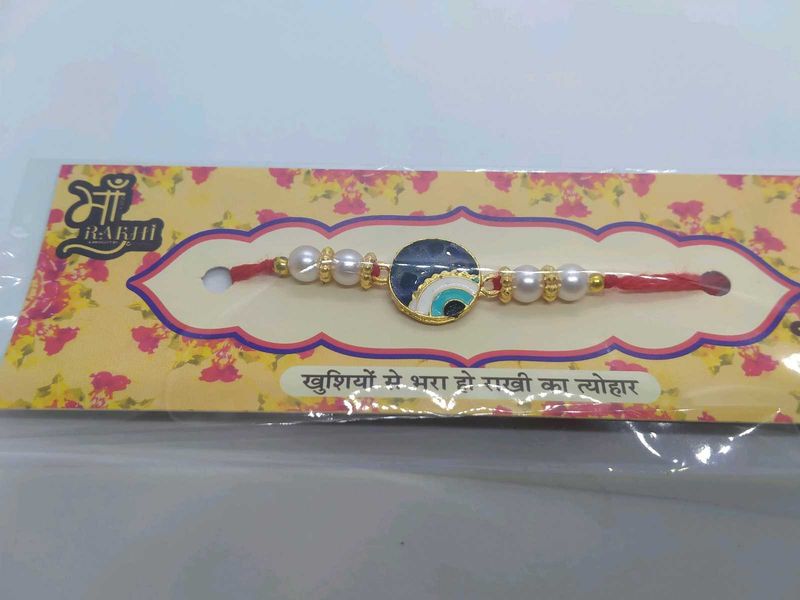 माँ
RAKHI
खुशियों से भरा हो राखी का त्योहार